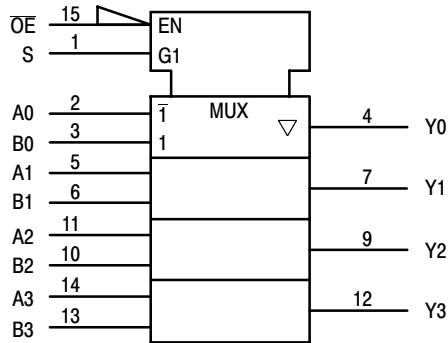 O̅E̅ 15 EN
S 1 G1
MUX
A0 2 1̅
B0 3 1
4 Y0
A1 5
B1 6
7 Y1
A2 11
B2 10
9 Y2
A3 14
B3 13
12 Y3